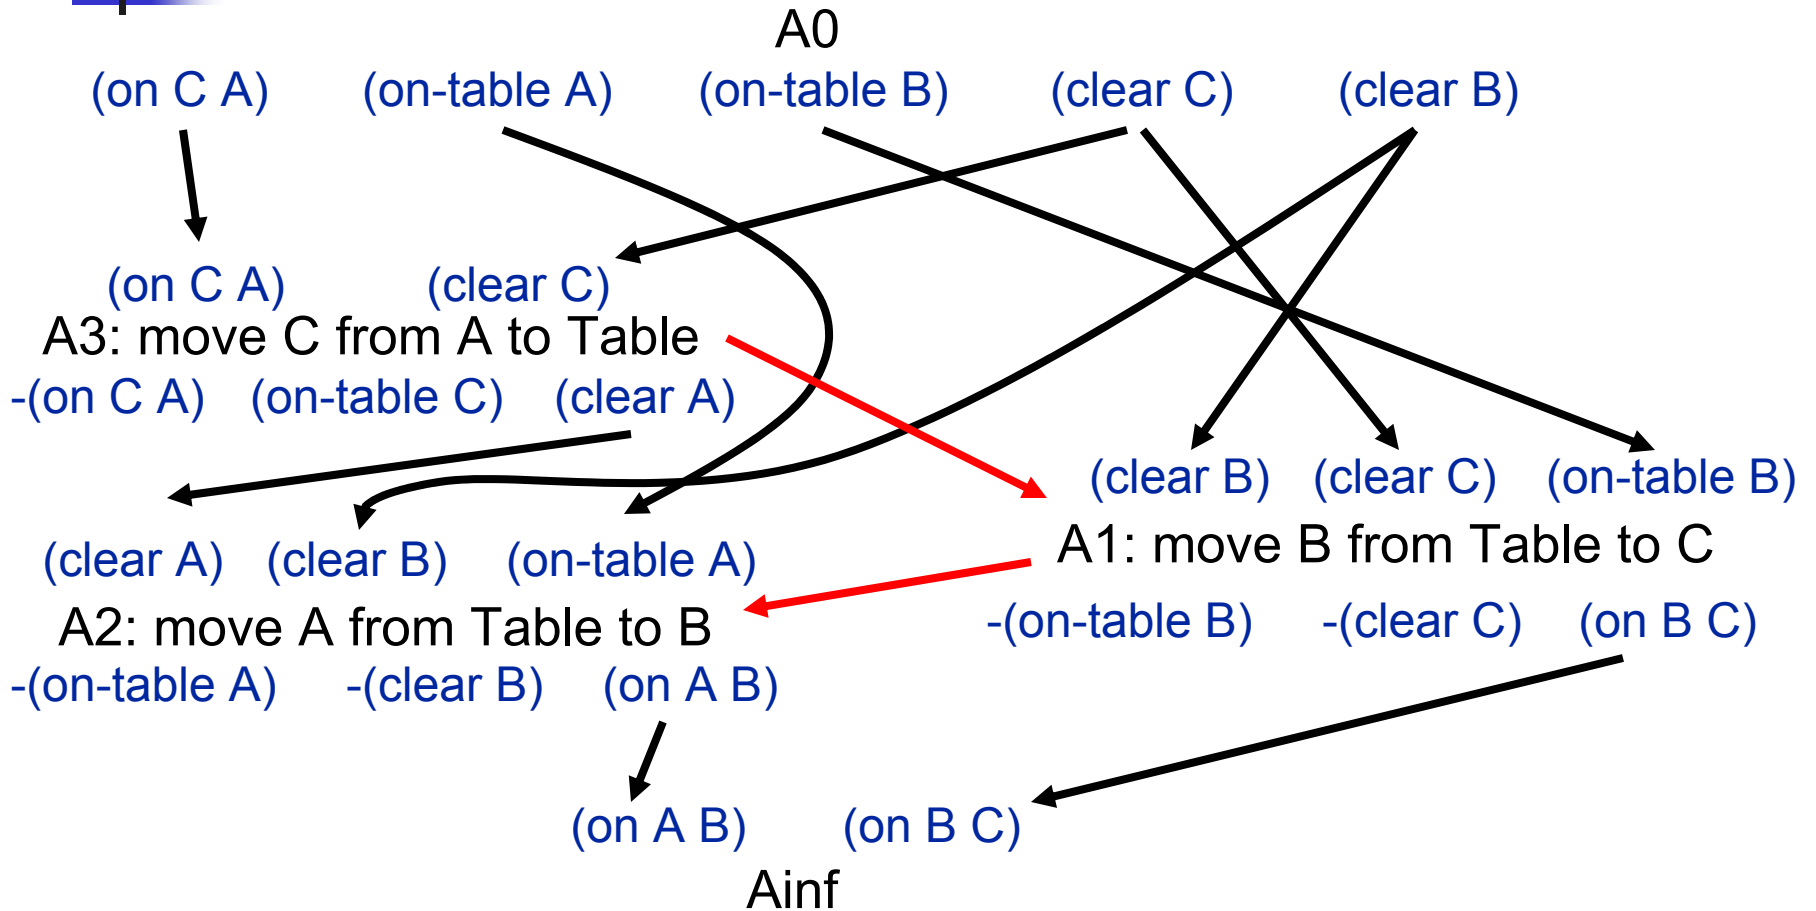 A0
(on C A) (on-table A) (on-table B) (clear C) (clear B)
(on C A) (clear C)
A3: move C from A to Table
-(on C A) (on-table C) (clear A)
(clear B) (clear C) (on-table B)
A1: move B from Table to C
-(on-table B) -(clear C) (on B C)
(clear A) (clear B) (on-table A)
A2: move A from Table to B
-(on-table A) -(clear B) (on A B)
(on A B) (on B C)
Ainf